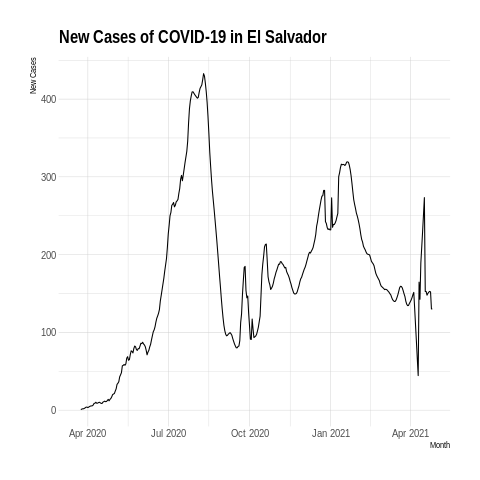 New Cases of COVID-19 in El Salvador
New Cases
400
300
200
100
0
Apr 2020 Jul 2020 Oct 2020 Jan 2021 Apr 2021
Month